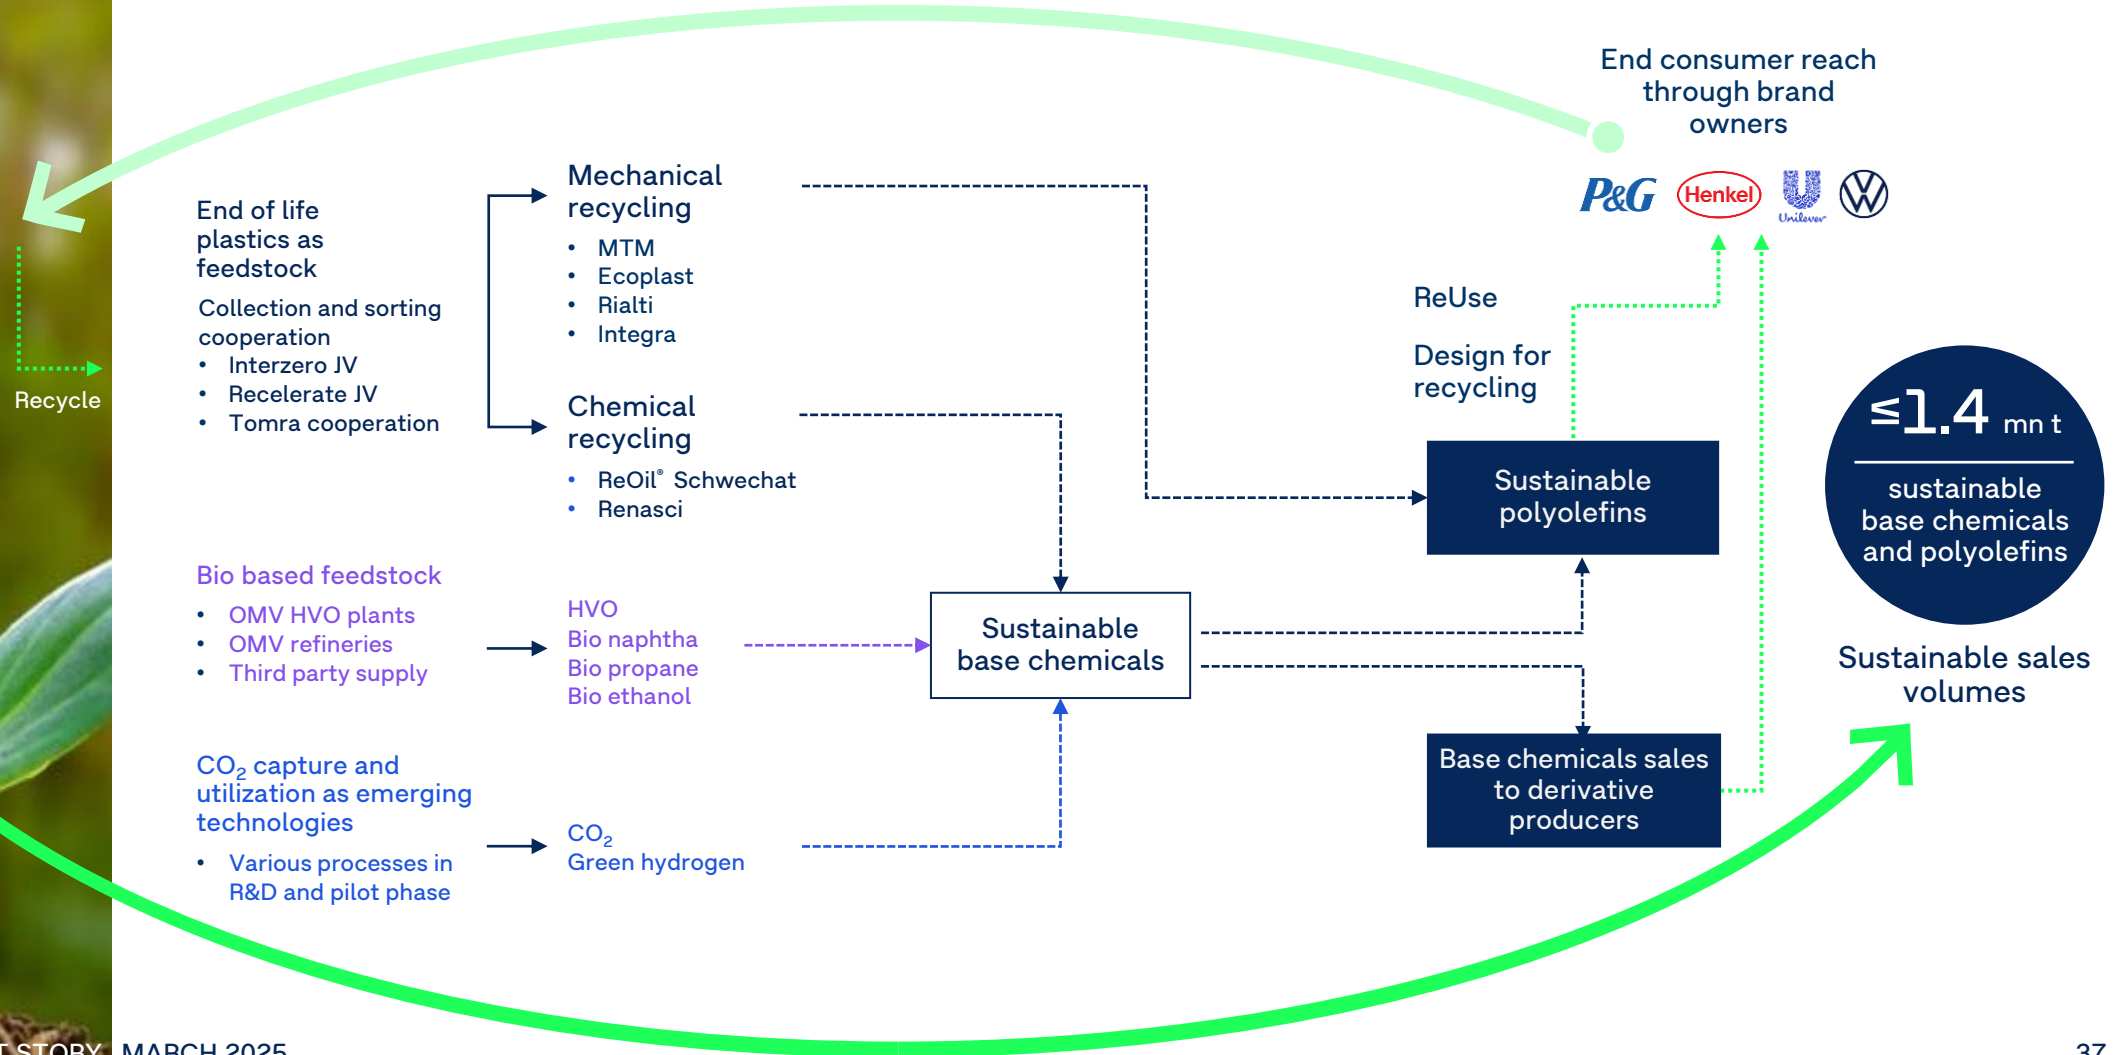 End consumer reach
through brand
owners
P&G
Henkel
Unilever
VW
End of life
plastics as
feedstock
Collection and sorting
cooperation
• Interzero JV
• Recelerate JV
• Tomra cooperation
Recycle
Mechanical
recycling
• MTM
• Ecoplast
• Rialti
• Integra
Chemical
recycling
• ReOil® Schwechat
• Renasci
Bio based feedstock
• OMV HVO plants
• OMV refineries
• Third party supply
HVO
Bio naphtha
Bio propane
Bio ethanol
CO₂ capture and
utilization as emerging
technologies
• Various processes in
R&D and pilot phase
CO₂
Green hydrogen
Sustainable
base chemicals
ReUse
Design for
recycling
Sustainable
polyolefins
Base chemicals sales
to derivative
producers
≤1.4 mn t
sustainable
base chemicals
and polyolefins
Sustainable sales
volumes
T STORY MARCH 2025
37